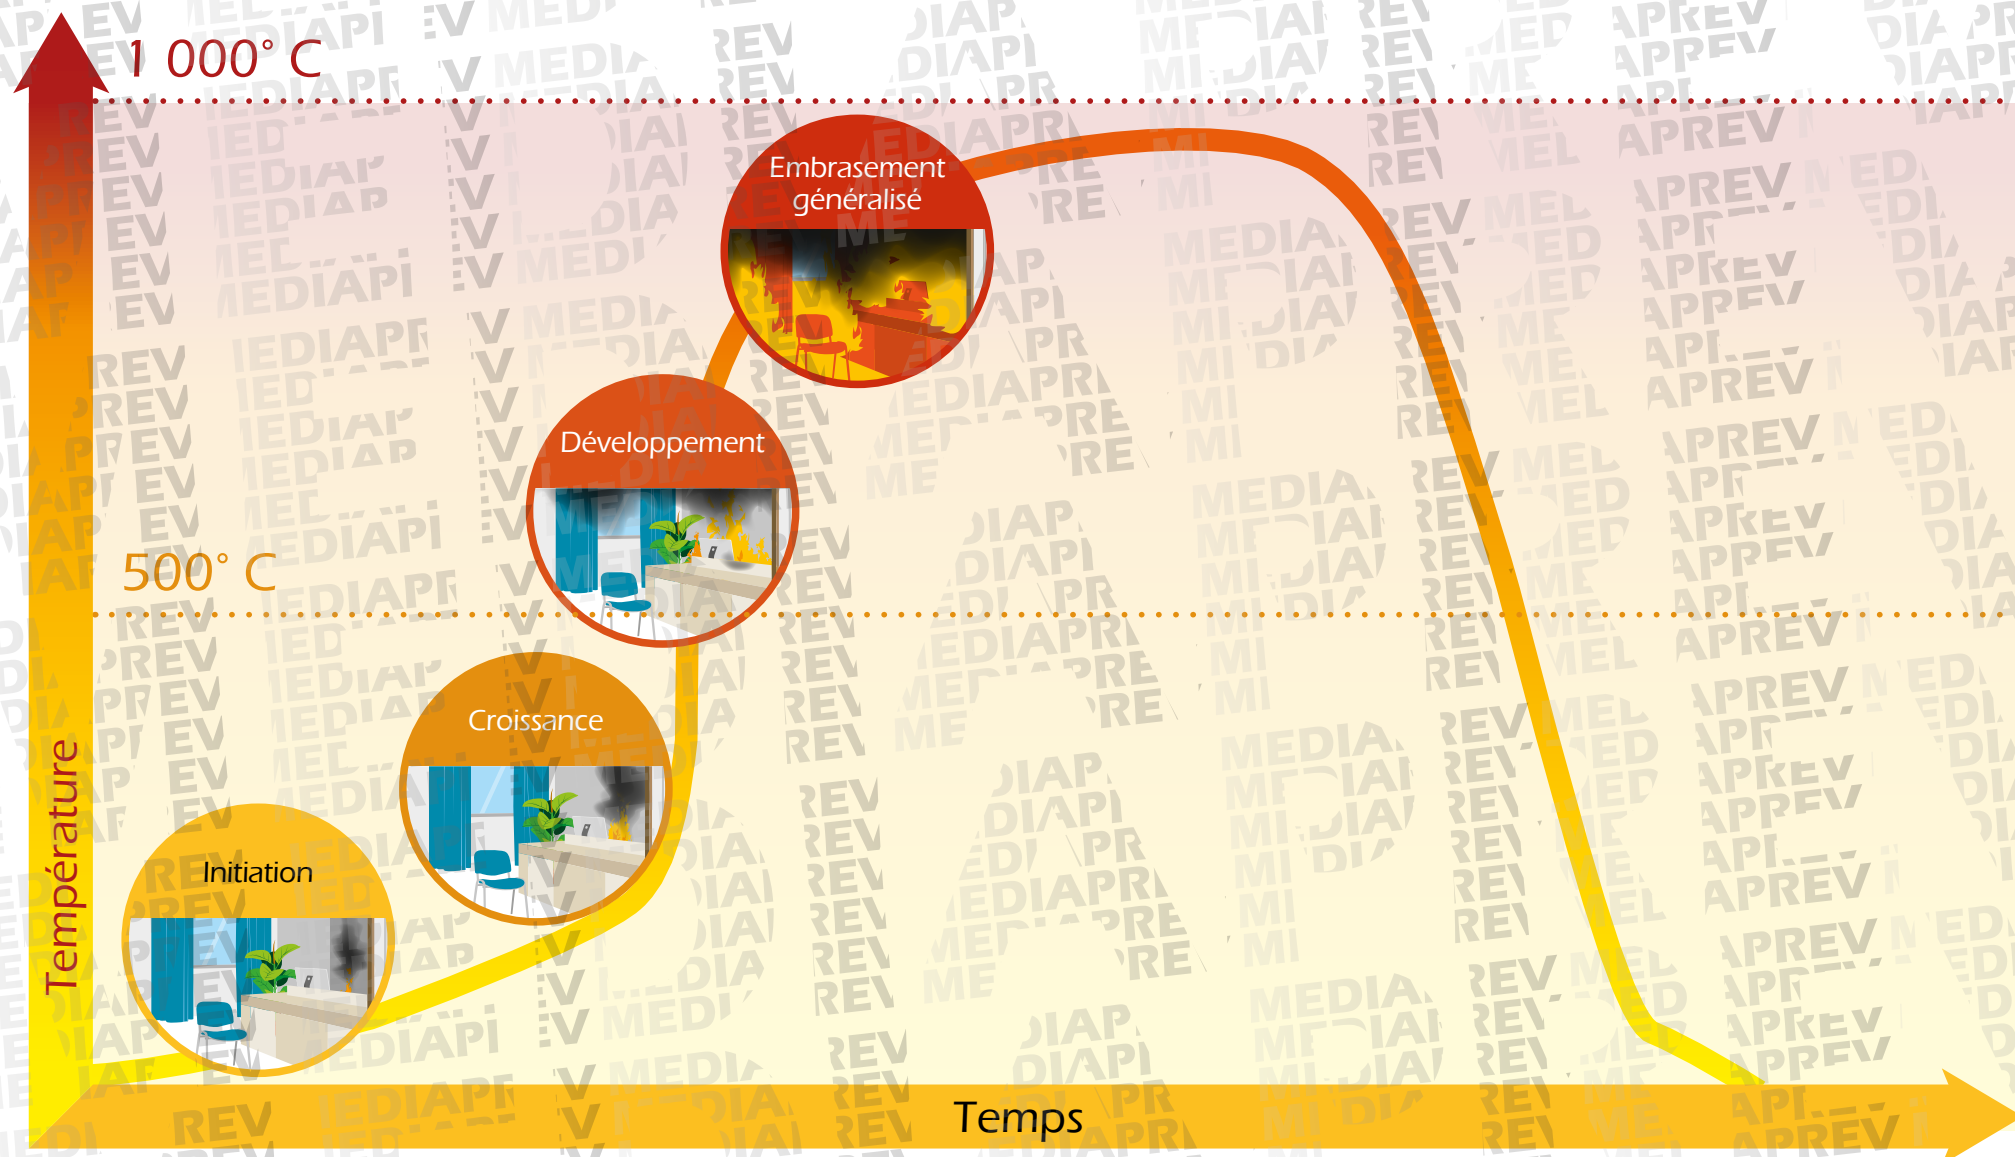 1 000° C
Embrasement
généralisé
Développement
500° C
Croissance
Température
Initiation
Temps